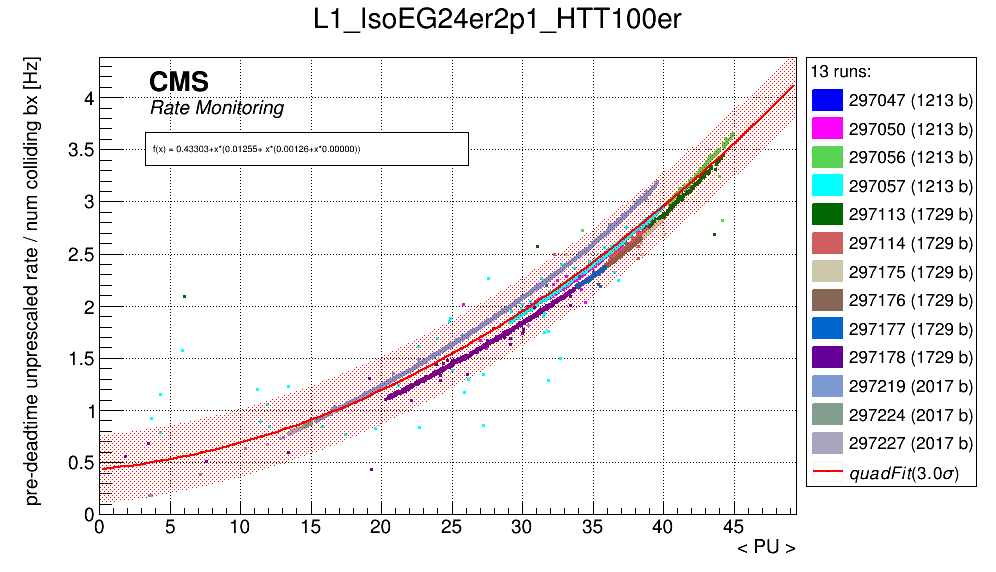 L1_IsoEG24er2p1_HTT100er
pre-deadtime unprescaled rate / num colliding bx [Hz]
CMS
Rate Monitoring
f(x) = 0.43303+x*(0.01255+ x*(0.00126+x*0.00000))
4
3.5
3
2.5
2
1.5
1
0.5
0
0 5 10 15 20 25 30 35 40 45
< PU >
13 runs:
297047 (1213 b)
297050 (1213 b)
297056 (1213 b)
297057 (1213 b)
297113 (1729 b)
297114 (1729 b)
297175 (1729 b)
297176 (1729 b)
297177 (1729 b)
297178 (1729 b)
297219 (2017 b)
297224 (2017 b)
297227 (2017 b)
quadFit(3.0σ)